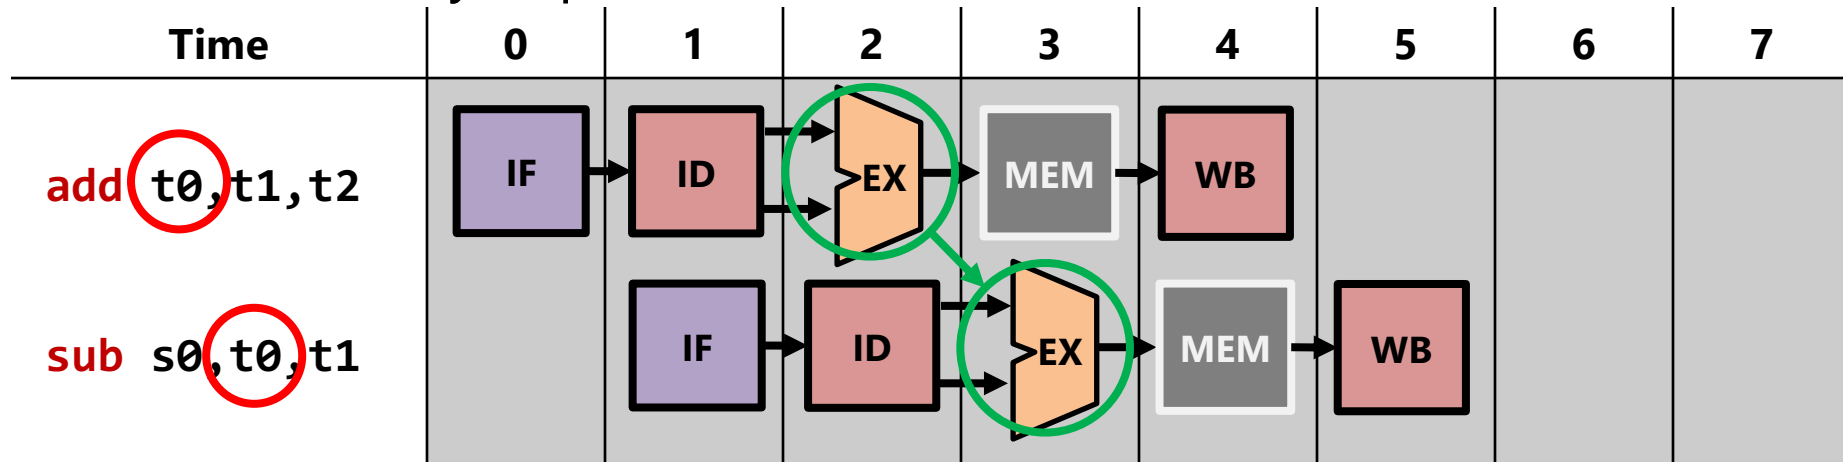 Time 0 1 2 3 4 5 6 7
add t0,t1,t2 IF ID EX MEM WB
sub s0,t0,t1 IF ID EX MEM WB